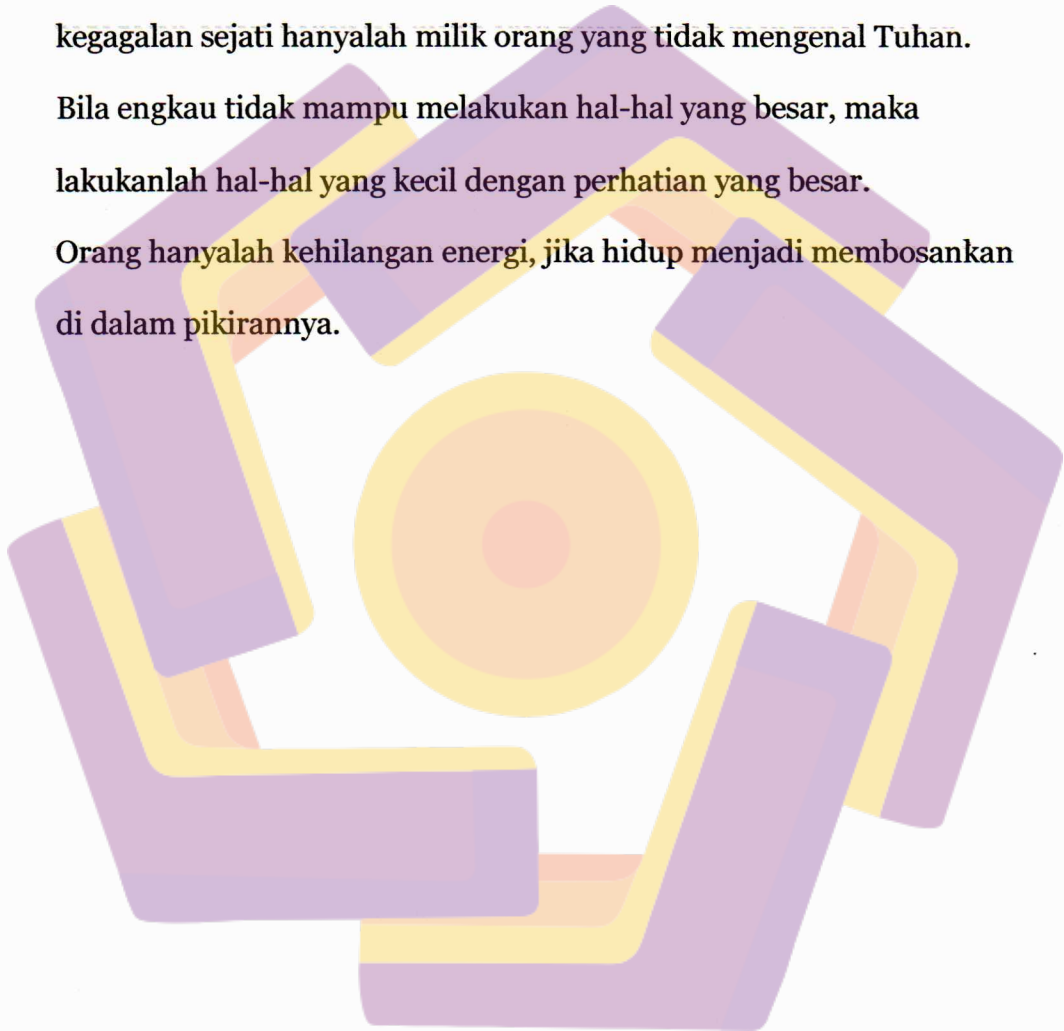 kegagalan sejati hanyalah milik orang yang tidak mengenal Tuhan.
Bila engkau tidak mampu melakukan hal-hal yang besar, maka
lakukanlah hal-hal yang kecil dengan perhatian yang besar.
Orang hanyalah kehilangan energi, jika hidup menjadi membosankan
di dalam pikirannya.